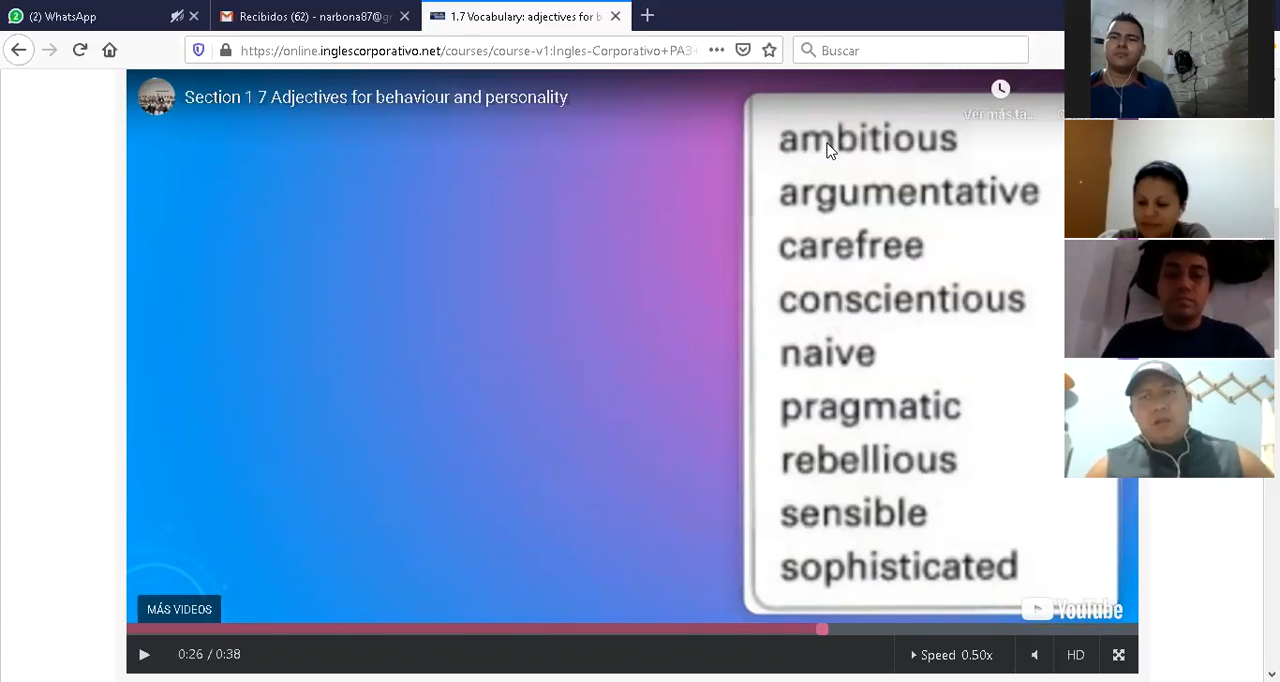 (2) WhatsApp
Recibidos (62) - narbona87@g
1.7 Vocabulary: adjectives for b
https://online.inglescorporativo.net/courses/course-v1:Ingles-Corporativo+PA3
Buscar
Section 1 7 Adjectives for behaviour and personality
Ver más ta...
ambitious
argumentative
carefree
conscientious
naive
pragmatic
rebellious
sensible
sophisticated
MÁS VIDEOS
YouTube
0:26 / 0:38
Speed 0.50x
HD